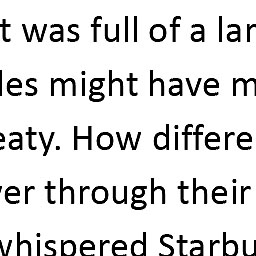 t was full of a lar
les might have m
eaty. How differe
ver through their
whispered Starbu